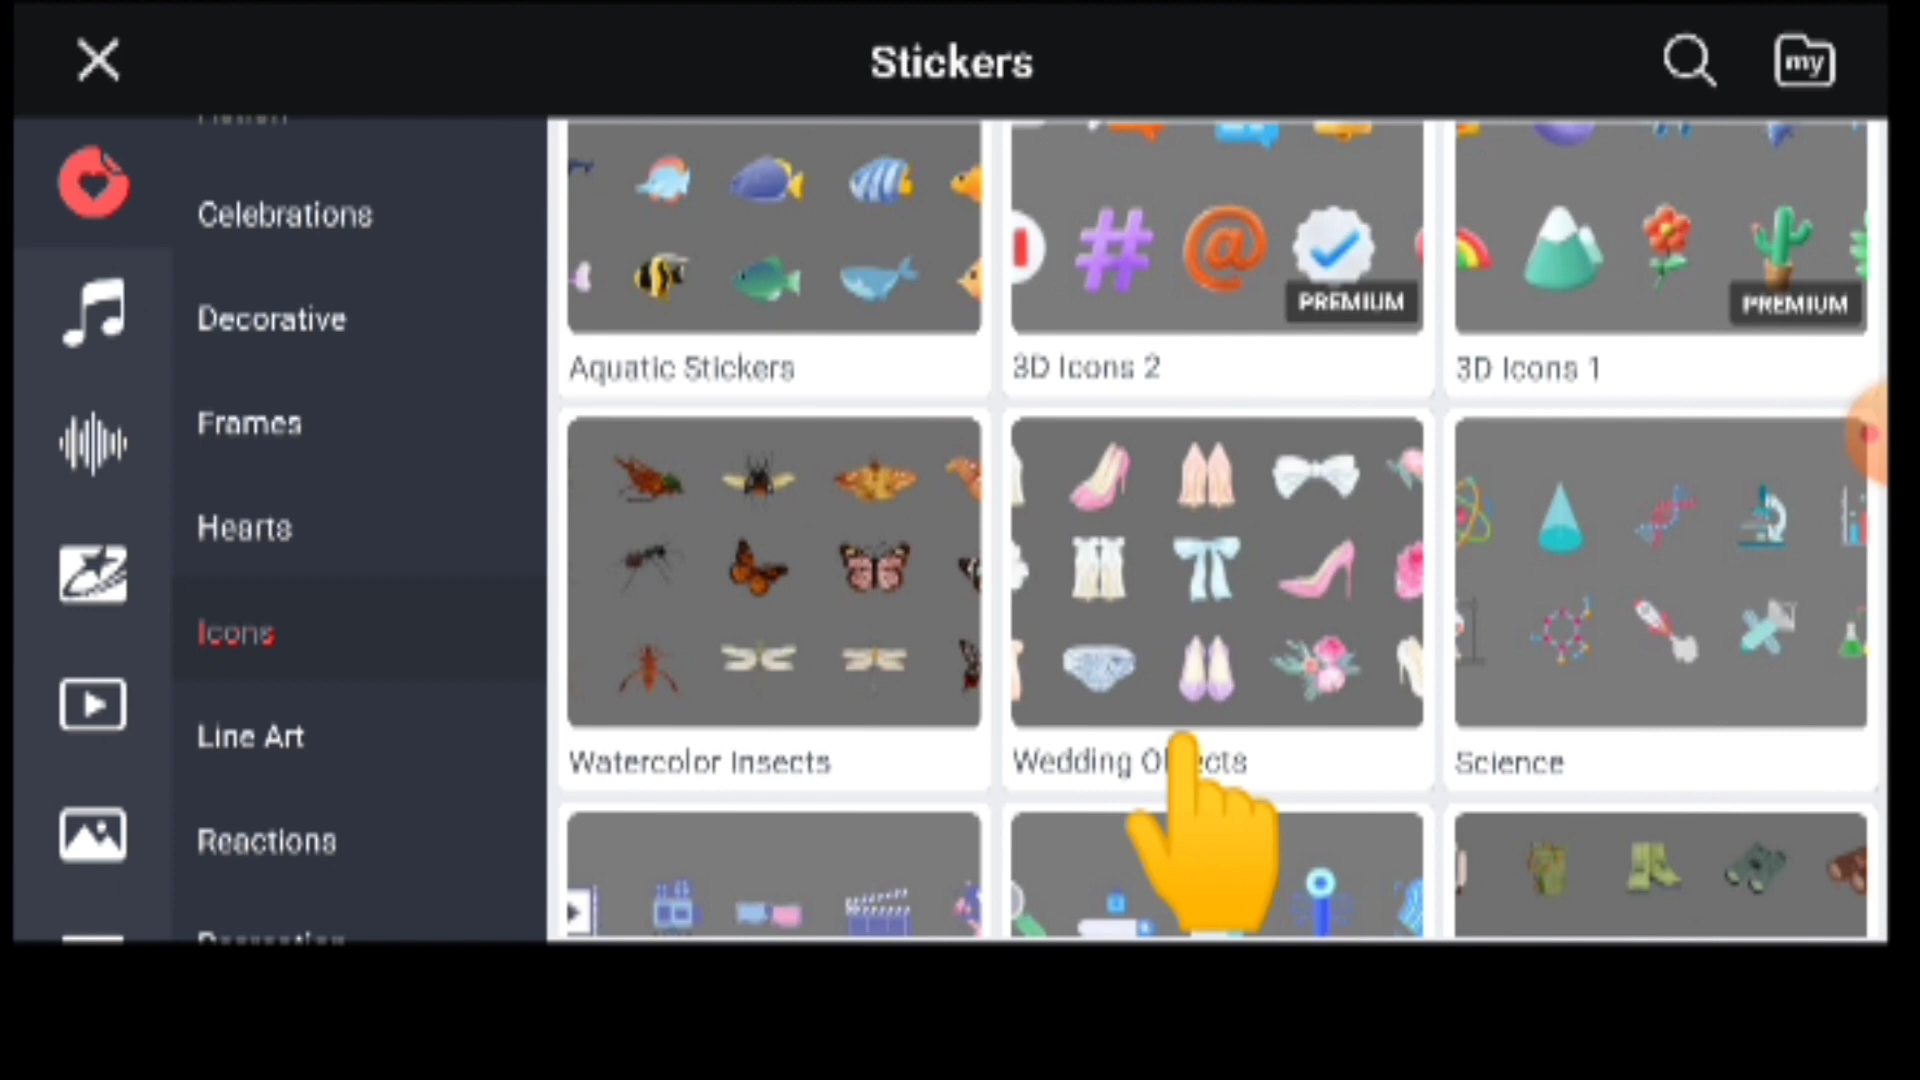 Stickers
my
Celebrations
Decorative
Frames
Hearts
Icons
Line Art
Reactions
PREMIUM
PREMIUM
Aquatic Stickers
3D Icons 2
3D Icons 1
Watercolor Insects
Wedding
Science